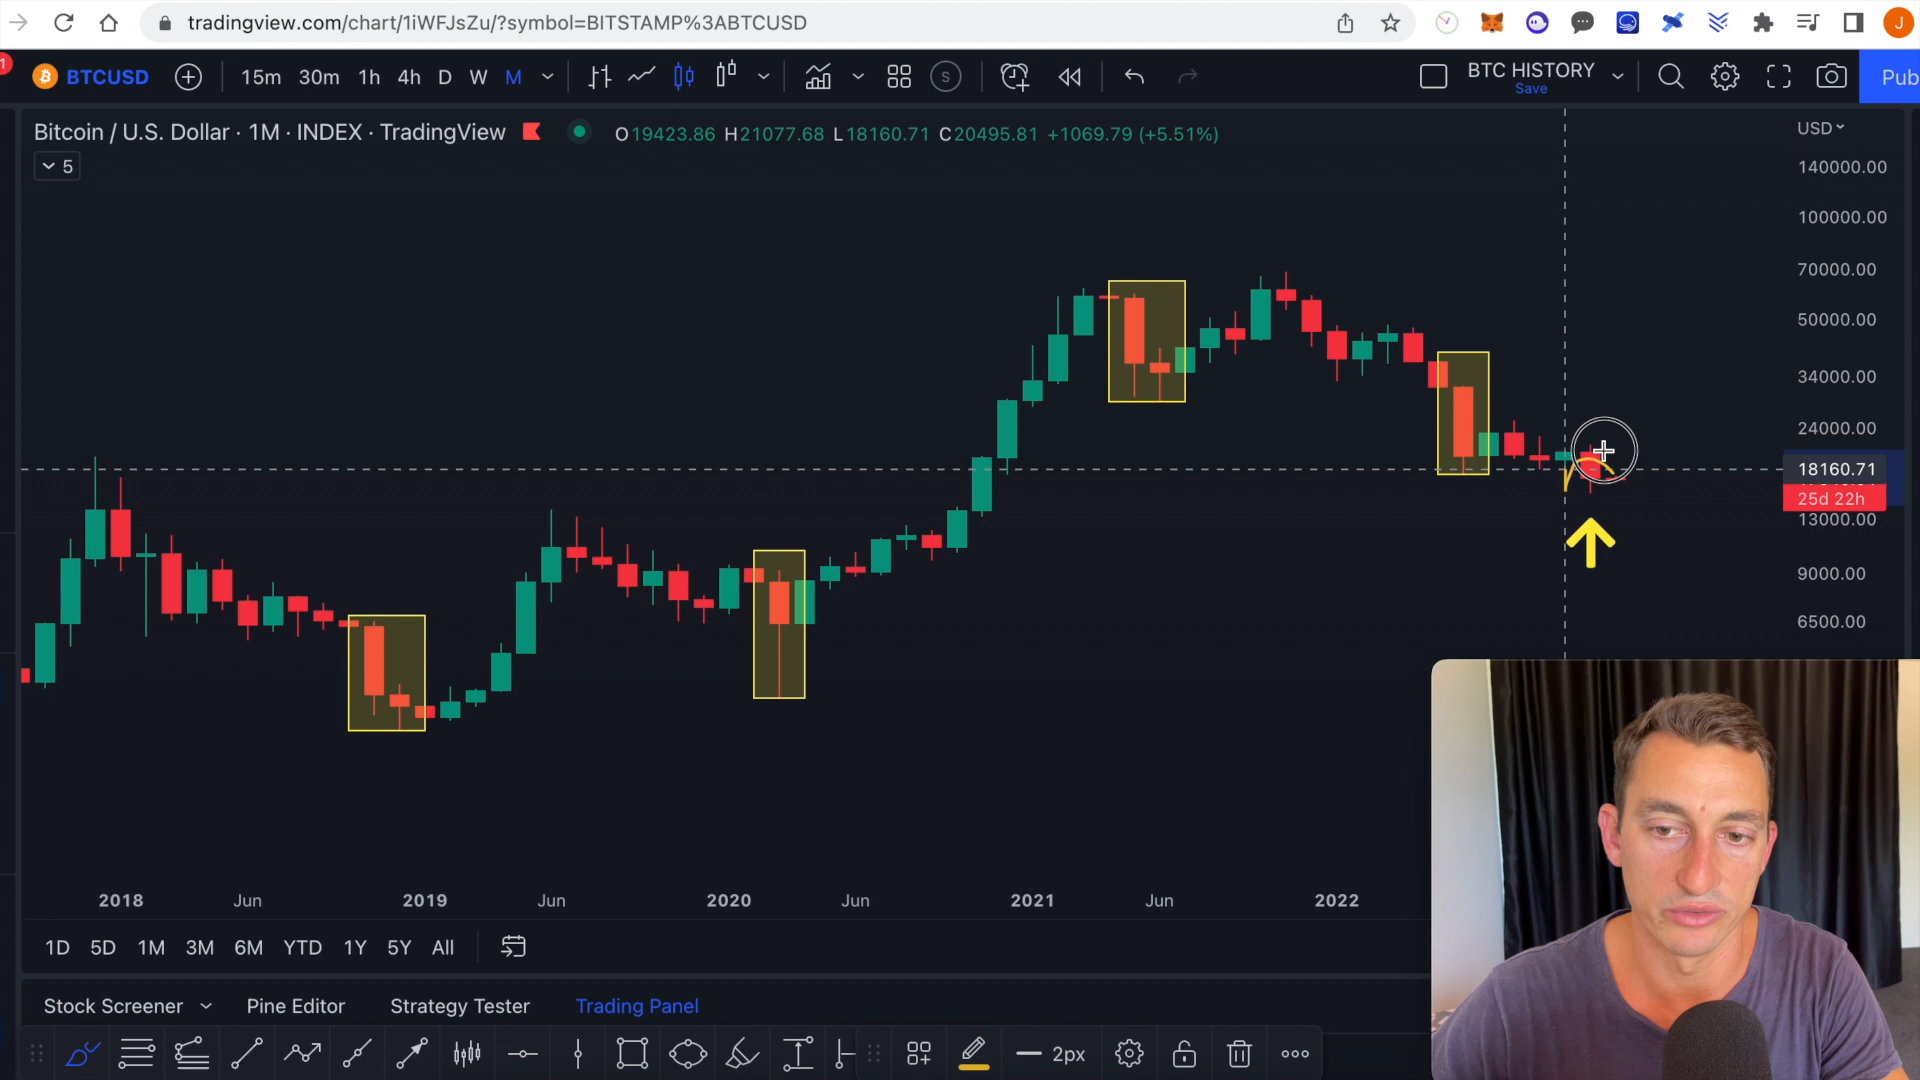 tradingview.com/chart/1iWFJsZu/?symbol=BITSTAMP%3ABTCUSD
J
1
BTCUSD 15m 30m 1h 4h D W M S BTC HISTORY Save Pub
Bitcoin / U.S. Dollar · 1M · INDEX · TradingView O19423.86 H21077.68 L18160.71 C20495.81 +1069.79 (+5.51%)
USD
5
140000.00
100000.00
70000.00
50000.00
34000.00
24000.00
18160.71
25d 22h
13000.00
9000.00
6500.00
2018 Jun 2019 Jun 2020 Jun 2021 Jun 2022
1D 5D 1M 3M 6M YTD 1Y 5Y All
Stock Screener Pine Editor Strategy Tester Trading Panel
2px